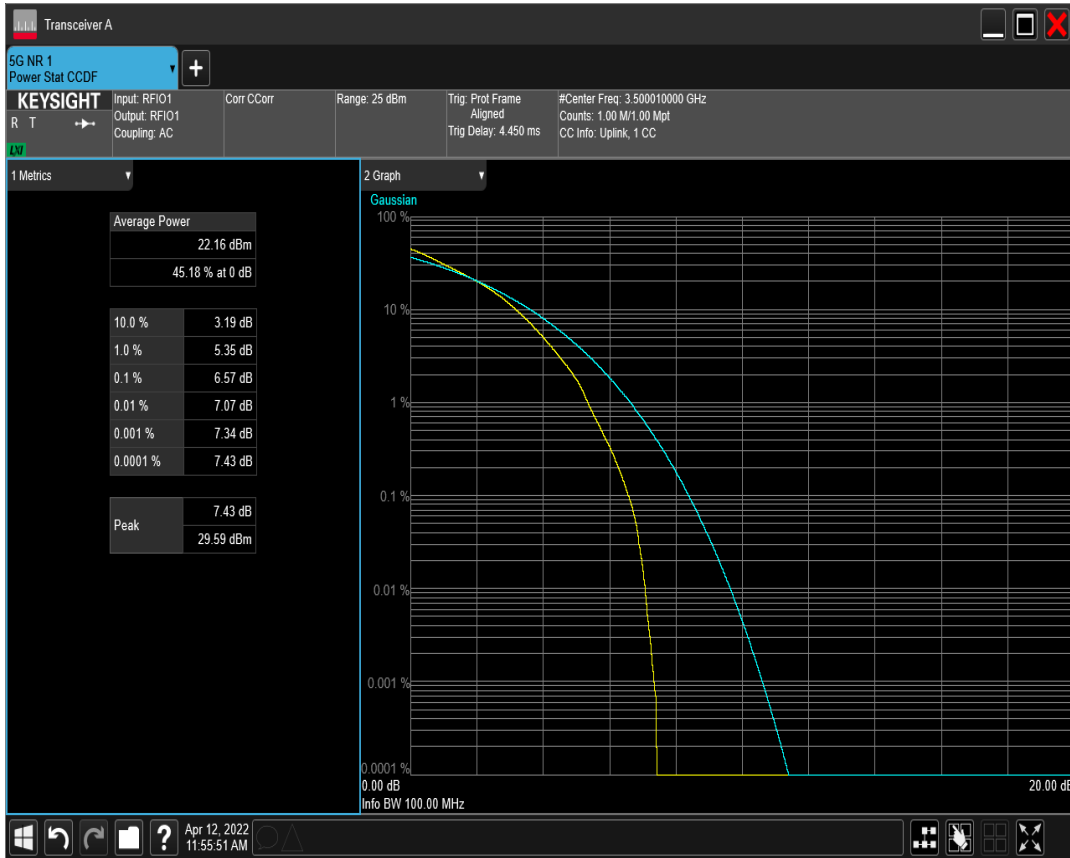 Transceiver A
5G NR 1
Power Stat CCDF
KEYSIGHT
R T
LXI
Input: RFIO1
Output: RFIO1
Coupling: AC
Corr CCorr
Range: 25 dBm
Trig: Prot Frame
Aligned
Trig Delay: 4.450 ms
#Center Freq: 3.500010000 GHz
Counts: 1.00 M/1.00 Mpt
CC Info: Uplink, 1 CC
1 Metrics
Average Power
22.16 dBm
45.18 % at 0 dB
10.0 % 3.19 dB
1.0 % 5.35 dB
0.1 % 6.57 dB
0.01 % 7.07 dB
0.001 % 7.34 dB
0.0001 % 7.43 dB
Peak
7.43 dB
29.59 dBm
2 Graph
Gaussian
100 %
10 %
1 %
0.1 %
0.01 %
0.001 %
0.0001 %
0.00 dB 20.00 dB
Info BW 100.00 MHz
?
Apr 12, 2022
11:55:51 AM